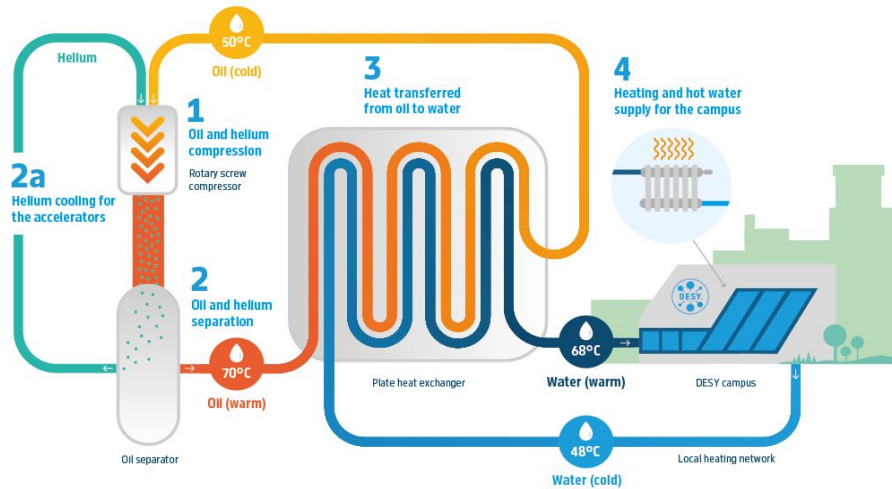 50°C
Oil (cold)
Helium
1
Oil and helium
compression
Rotary screw
compressor
2a
Helium cooling for
the accelerators
2
Oil and helium
separation
70°C
Oil (warm)
Oil separator
3
Heat transferred
from oil to water
Plate heat exchanger
4
Heating and hot water
supply for the campus
DESY.
68°C
Water (warm)
DESY campus
48°C
Water (cold)
Local heating network